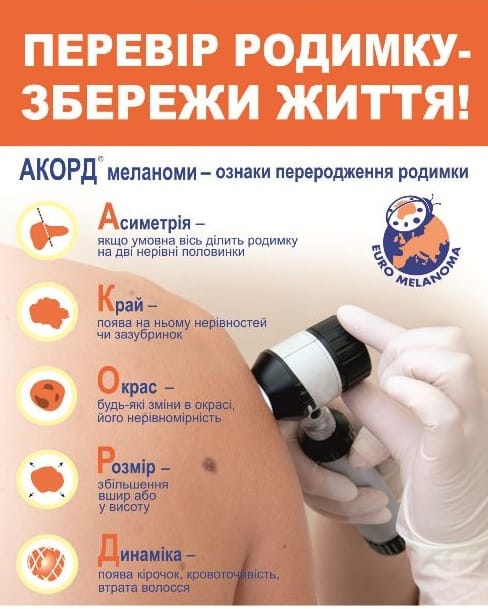 ПЕРЕВІР РОДИМКУ-
ЗБЕРЕЖИ ЖИТТЯ!
АКОРД© меланоми – ознаки переродження родимки
Асиметрія –
якщо умовна вісь ділить родимку
на дві нерівні половинки
EURO MELANOMA
Край –
поява на ньому нерівностей
чи зазубринок
Окрас –
будь-які зміни в окрасі,
його нерівномірність
Розмір –
збільшення
вшир або
у висоту
Динаміка –
поява кірочок, кровоточивість,
втрата волосся